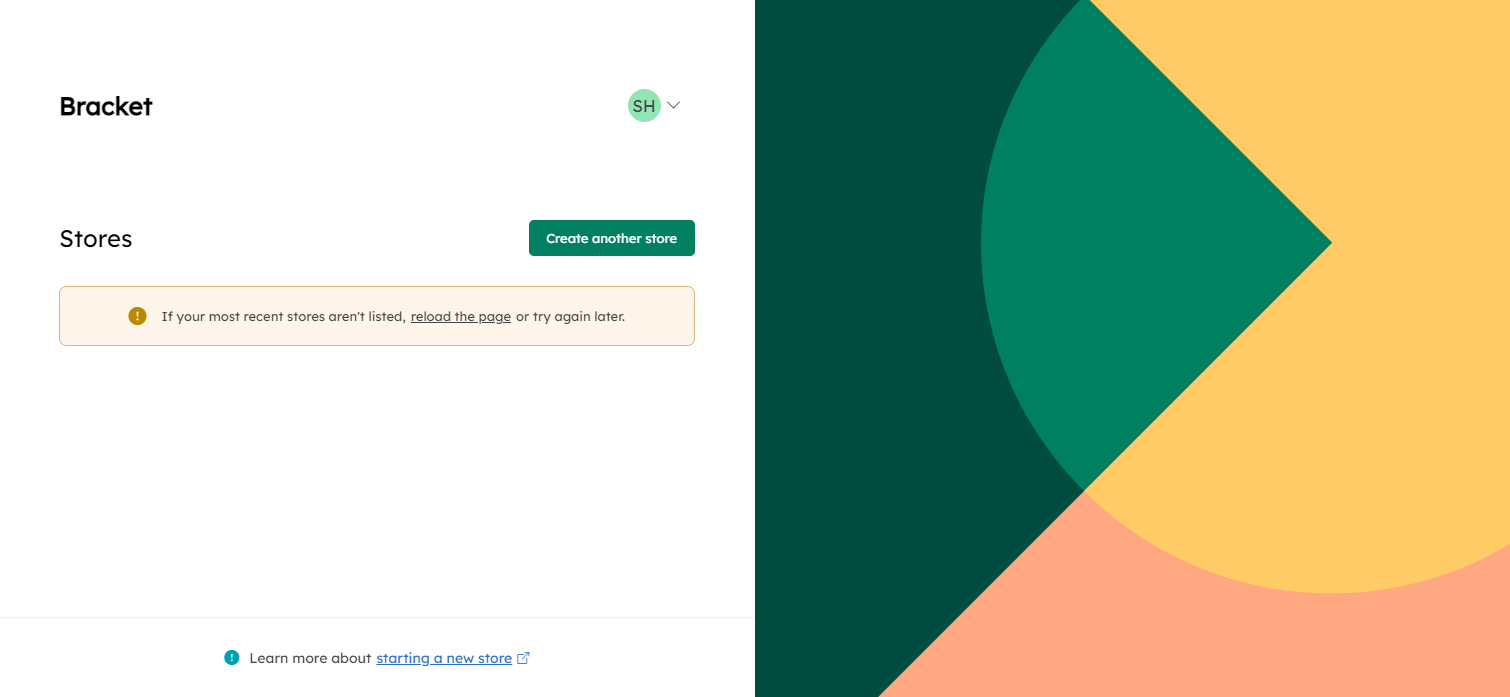 Bracket
SH
Stores
Create another store
If your most recent stores aren't listed, reload the page or try again later.
Learn more about starting a new store